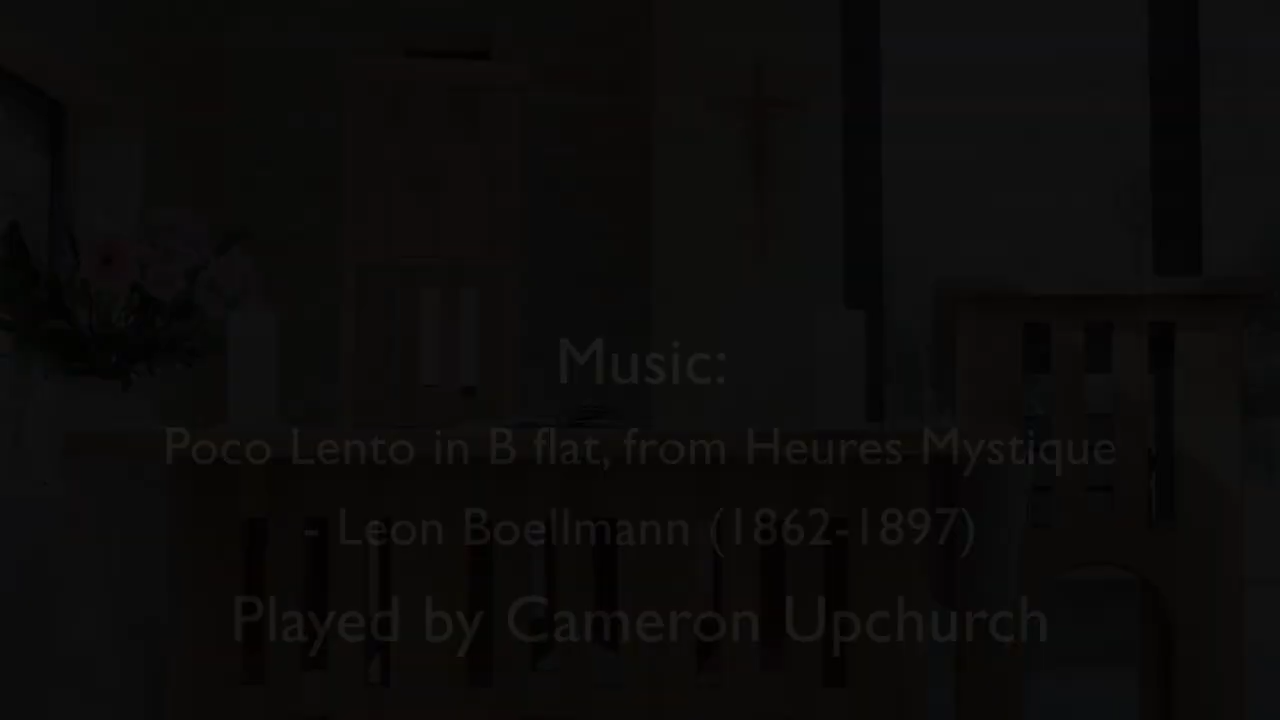 Music:
Poco Lento in B flat, from Heures Mystique
- Leon Boellmann (1862-1897)
Played by Cameron Upchurch